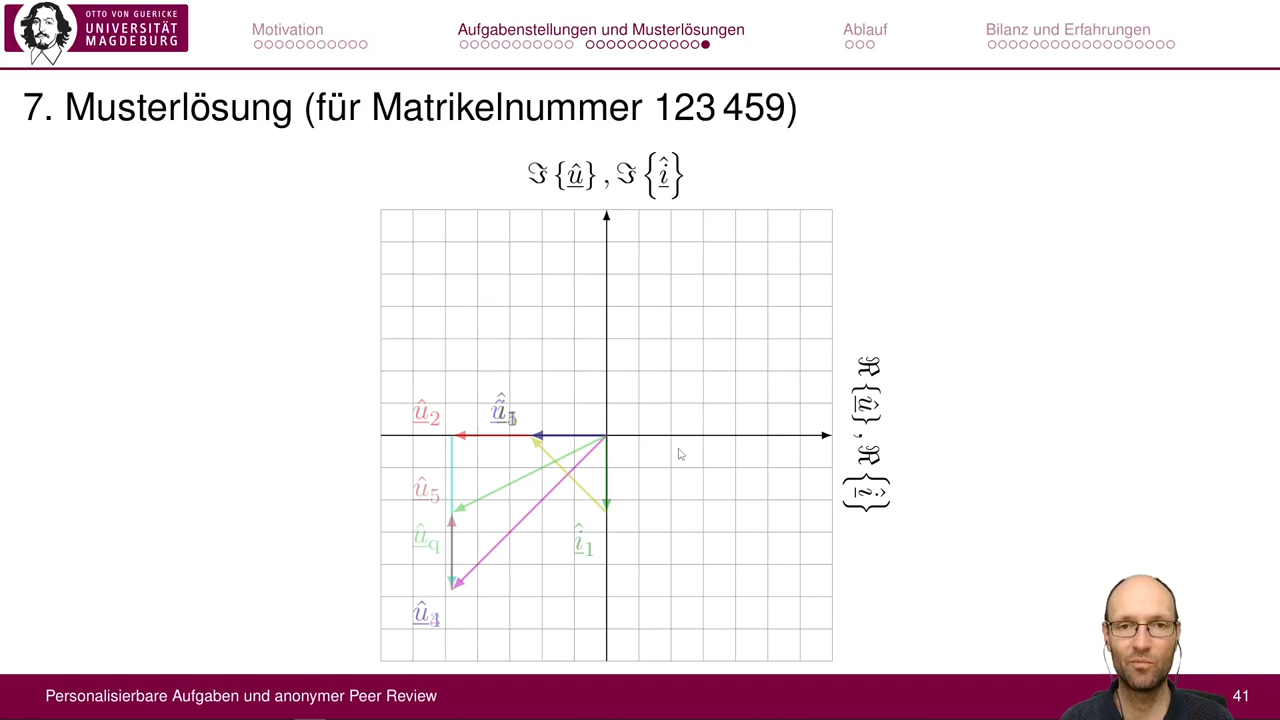 OTTO VON GUERICKE
UNIVERSITÄT
MAGDEBURG
Motivation
Aufgabenstellungen und Musterlösungen
Ablauf
Bilanz und Erfahrungen
7. Musterlösung (für Matrikelnummer 123 459)
ℑ{û}, ℑ{î}
ℜ{û}, ℜ{î}
û2
û5
ûq
î1
Personalisierbare Aufgaben und anonymer Peer Review
41